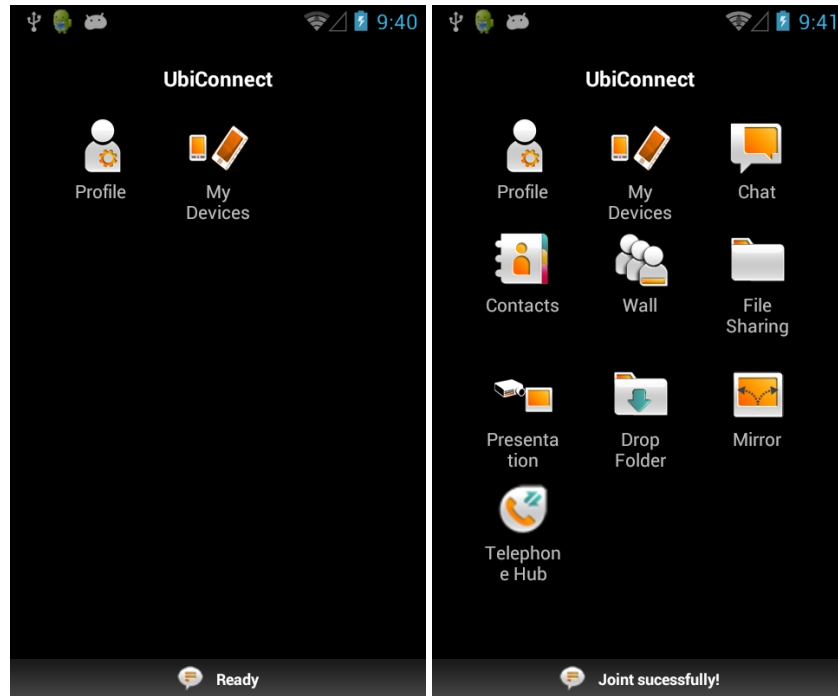 9:40
UbiConnect
Profile
My
Devices
Ready
9:41
UbiConnect
Profile
My
Devices
Chat
Contacts
Wall
File
Sharing
Presenta
tion
Drop
Folder
Mirror
Telephon
e Hub
Joint sucessfully!